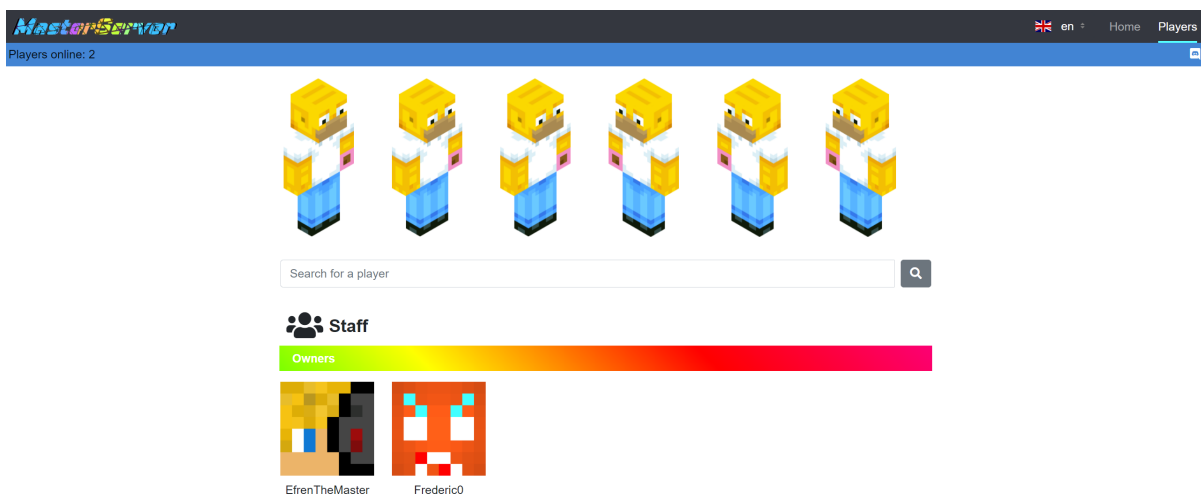 MasterServer
en
Home
Players
Players online: 2
Search for a player
Staff
Owners
EfrenTheMaster
Frederic0